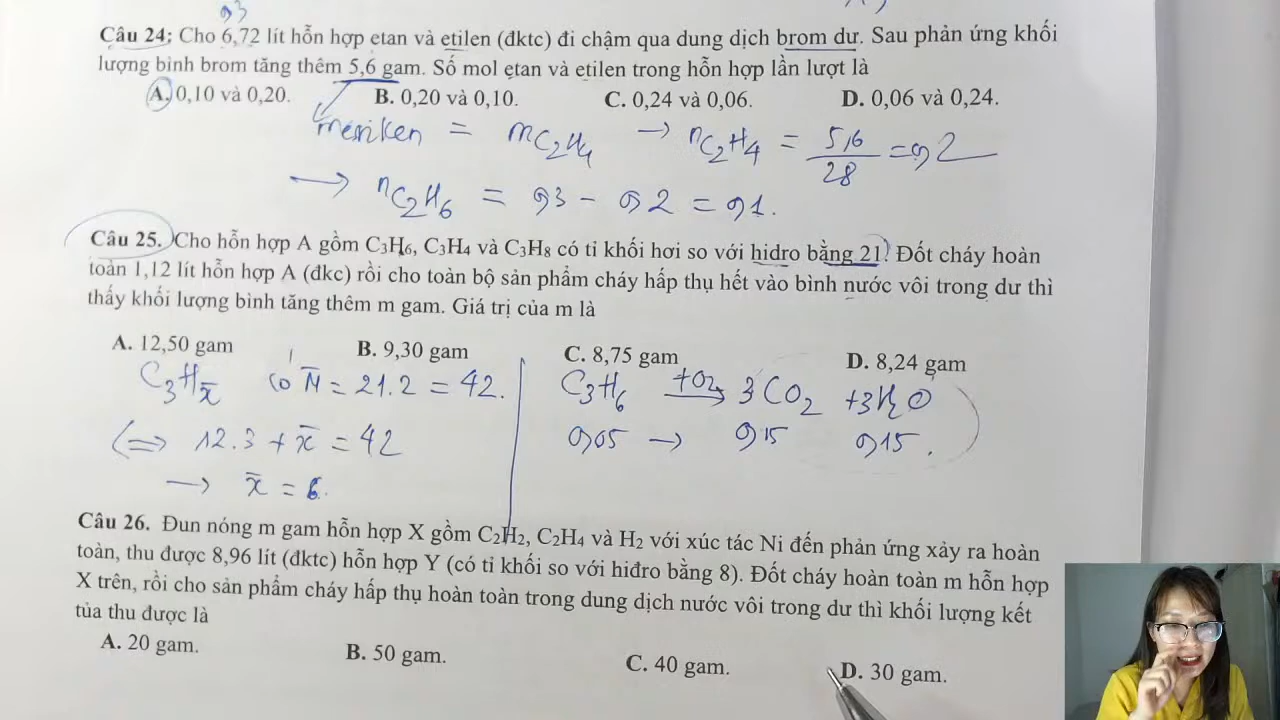 0,3
Câu 24: Cho 6,72 lít hỗn hợp etan và etilen (đktc) đi chậm qua dung dịch brom dư. Sau phản ứng khối
lượng bình brom tăng thêm 5,6 gam. Số mol etan và etilen trong hỗn hợp lần lượt là
A. 0,10 và 0,20. B. 0,20 và 0,10. C. 0,24 và 0,06. D. 0,06 và 0,24.
= mC₂H₄ → nC₂H₄ = 5,6/28 = 0,2
→ nC₂H₆ = 0,3 - 0,2 = 0,1.
Câu 25. Cho hỗn hợp A gồm C₃H₆, C₃H₄ và C₃H₈ có tỉ khối hơi so với hidro bằng 21. Đốt cháy hoàn
toàn 1,12 lít hỗn hợp A (đkc) rồi cho toàn bộ sản phẩm cháy hấp thụ hết vào bình nước vôi trong dư thì
thấy khối lượng bình tăng thêm m gam. Giá trị của m là
A. 12,50 gam B. 9,30 gam C. 8,75 gam D. 8,24 gam
C₃Hx̄ có M̄ = 21.2 = 42.
⇔ 12.3 + x̄ = 42
→ x̄ = 6.
C₃H₆ +O₂→ 3CO₂ + 3H₂O
0,05 → 0,15 0,15.
Câu 26. Đun nóng m gam hỗn hợp X gồm C₂H₂, C₂H₄ và H₂ với xúc tác Ni đến phản ứng xảy ra hoàn
toàn, thu được 8,96 lít (đktc) hỗn hợp Y (có tỉ khối so với hiđro bằng 8). Đốt cháy hoàn toàn m hỗn hợp
X trên, rồi cho sản phẩm cháy hấp thụ hoàn toàn trong dung dịch nước vôi trong dư thì khối lượng kết
tủa thu được là
A. 20 gam. B. 50 gam. C. 40 gam. D. 30 gam.